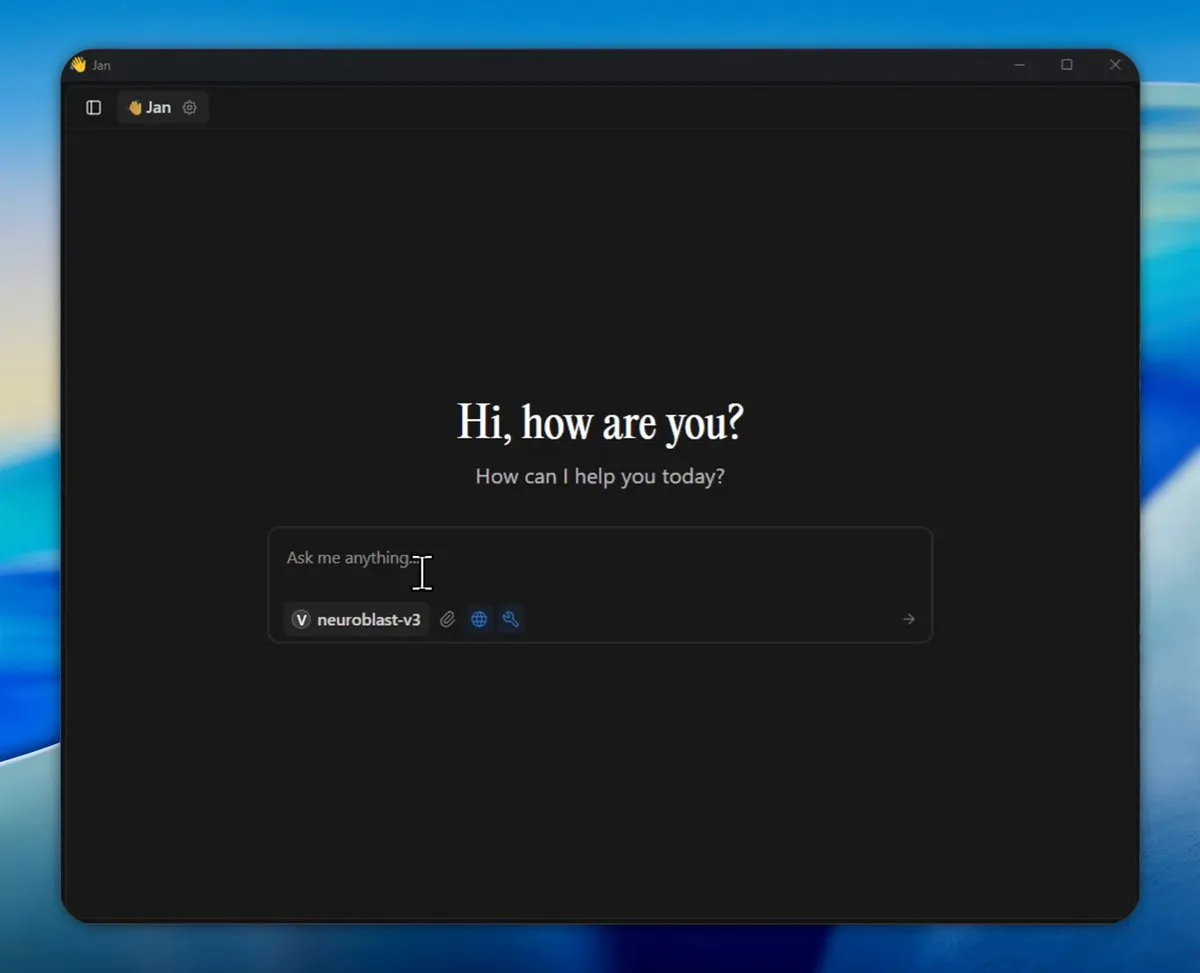 Jan
Jan
Hi, how are you?
How can I help you today?
Ask me anything...
V neuroblast-v3